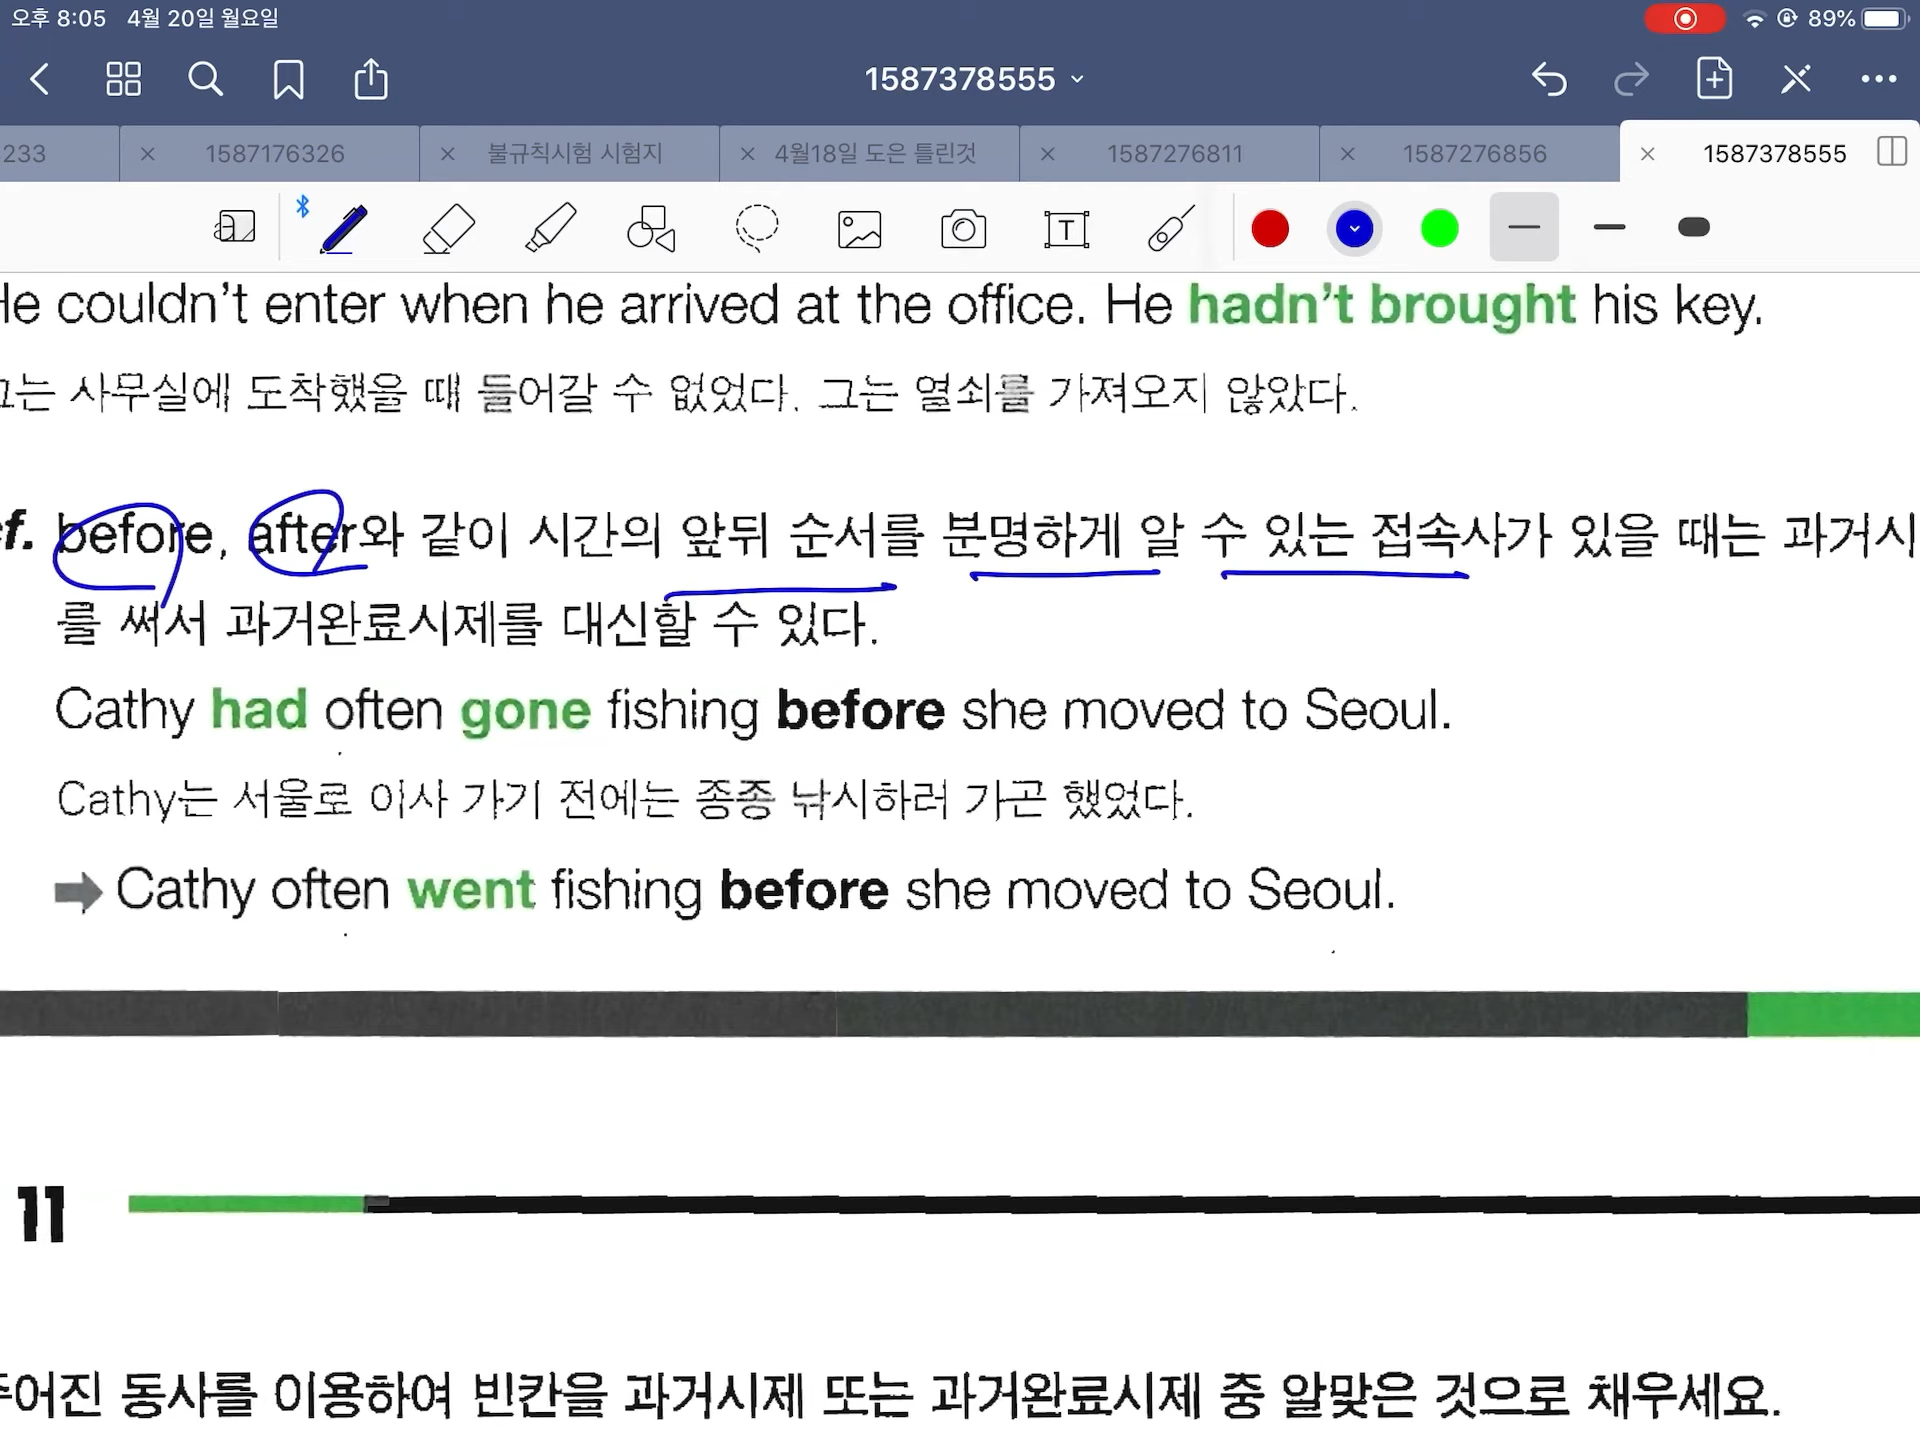 오후 8:05 4월 20일 월요일 89%
1587378555
233 1587176326 불규칙시험 시험지 4월18일 도은 틀린것 1587276811 1587276856 1587378555
He couldn't enter when he arrived at the office. He hadn't brought his key.
그는 사무실에 도착했을 때 들어갈 수 없었다. 그는 열쇠를 가져오지 않았다.
cf. before, after와 같이 시간의 앞뒤 순서를 분명하게 알 수 있는 접속사가 있을 때는 과거시
를 써서 과거완료시제를 대신할 수 있다.
Cathy had often gone fishing before she moved to Seoul.
Cathy는 서울로 이사 가기 전에는 종종 낚시하러 가곤 했었다.
➡ Cathy often went fishing before she moved to Seoul.
11
주어진 동사를 이용하여 빈칸을 과거시제 또는 과거완료시제 중 알맞은 것으로 채우세요.